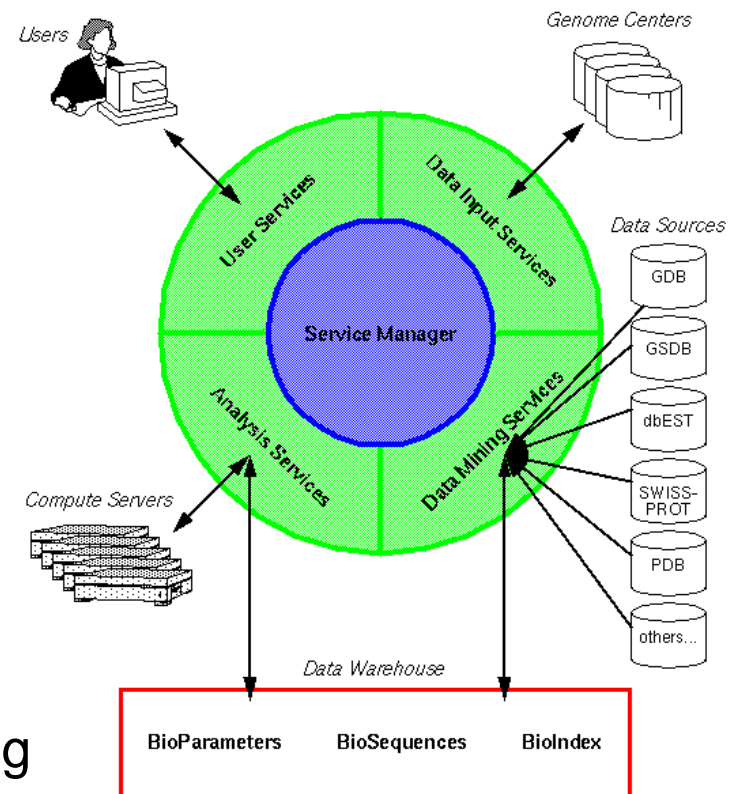 Users
Genome Centers
User Services
Data Input Services
Data Sources
GDB
Service Manager
GSDB
Analysis Services
Data Mining Services
dbEST
Compute Servers
SWISS-
PROT
PDB
others...
Data Warehouse
BioParameters BioSequences BioIndex
g